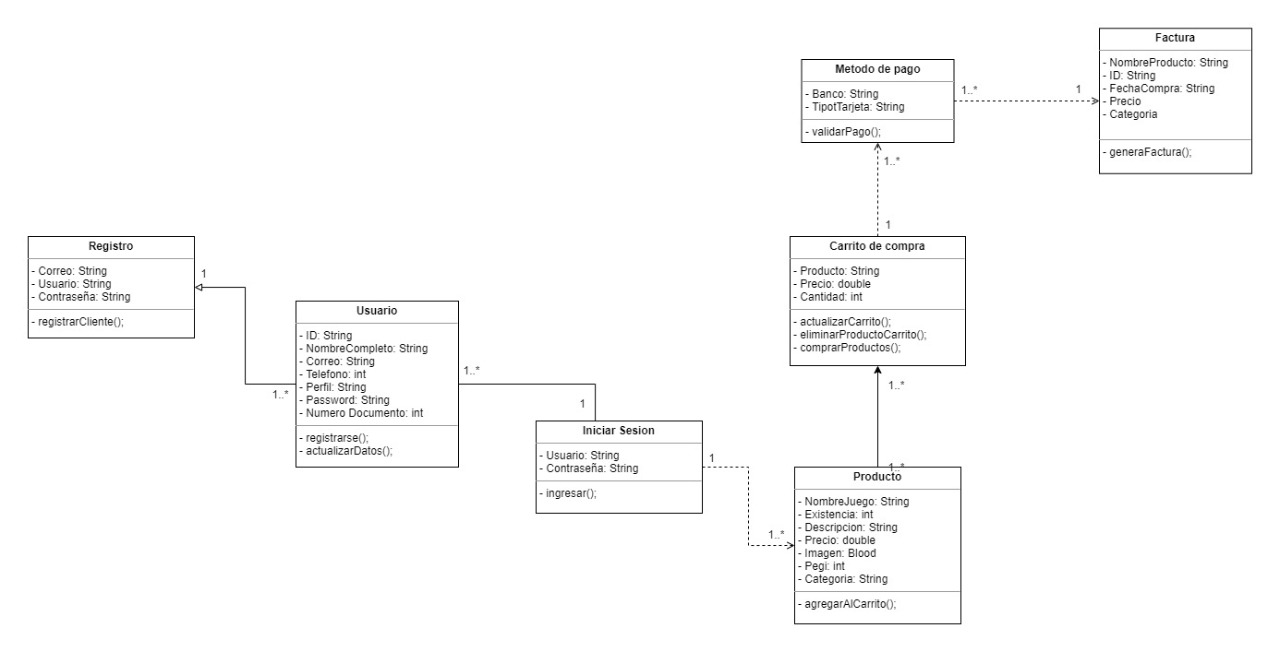 Factura
- NombreProducto: String
- ID: String
- FechaCompra: String
- Precio
- Categoria
- generaFactura();
Metodo de pago
- Banco: String
- TipotTarjeta: String
- validarPago();
1..*
1
1..*
1
Registro
- Correo: String
- Usuario: String
- Contraseña: String
- registrarCliente();
1
1..*
Usuario
- ID: String
- NombreCompleto: String
- Correo: String
- Telefono: int
- Perfil: String
- Password: String
- Numero Documento: int
- registrarse();
- actualizarDatos();
1..*
1
Iniciar Sesion
- Usuario: String
- Contraseña: String
- ingresar();
1
1..*
Carrito de compra
- Producto: String
- Precio: double
- Cantidad: int
- actualizarCarrito();
- eliminarProductoCarrito();
- comprarProductos();
1..*
1..*
Producto
- NombreJuego: String
- Existencia: int
- Descripcion: String
- Precio: double
- Imagen: Blood
- Pegi: int
- Categoria: String
- agregarAlCarrito();